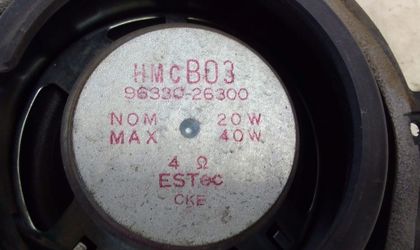 HMCB03
96330-26300
NOM 20W
MAX 40W
4 Ω
ESTec
CKE